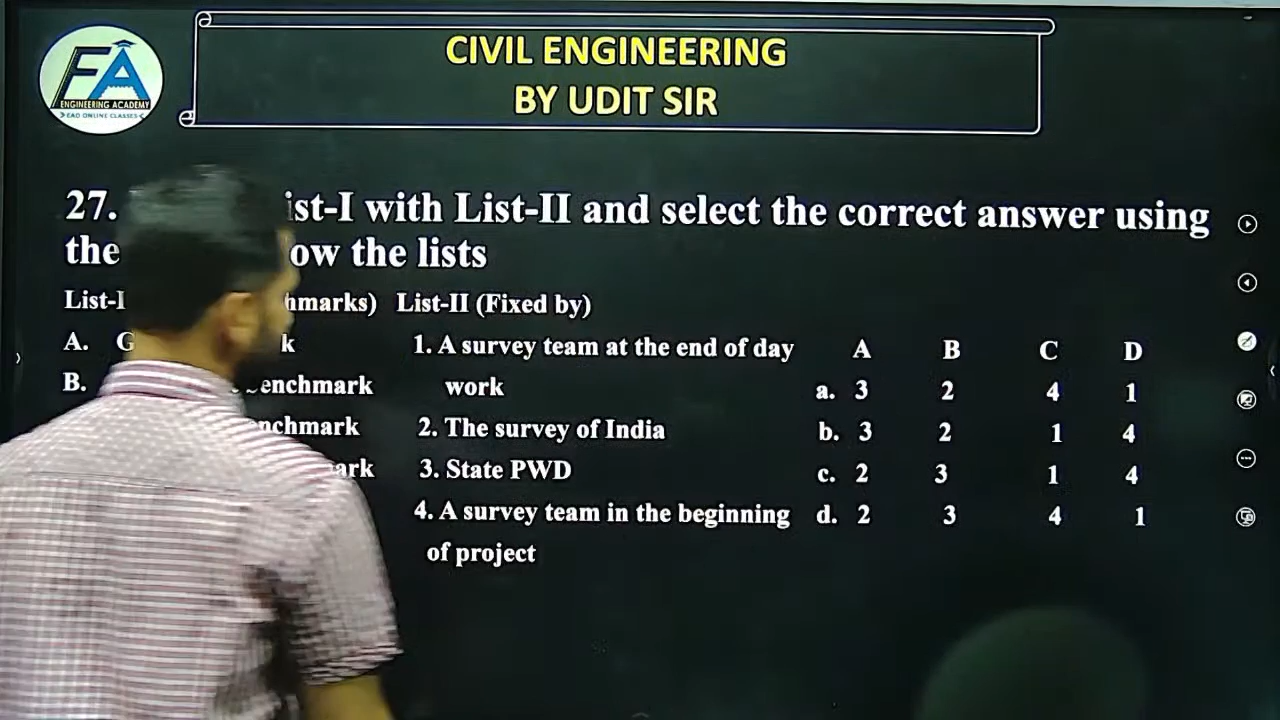 FA
ENGINEERING ACADEMY
EAD ONLINE CLASSES
CIVIL ENGINEERING
BY UDIT SIR
27. ist-I with List-II and select the correct answer using
the ow the lists
List-I hmarks) List-II (Fixed by)
A. G k 1. A survey team at the end of day A B C D
B. enchmark work a. 3 2 4 1
nchmark 2. The survey of India b. 3 2 1 4
ark 3. State PWD c. 2 3 1 4
4. A survey team in the beginning d. 2 3 4 1
of project